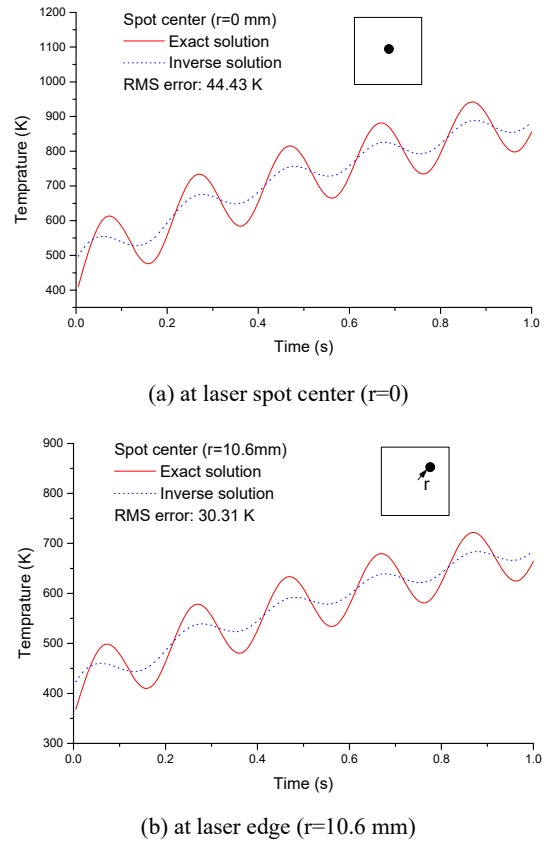 1200
Spot center (r=0 mm)
1100
Exact solution
Inverse solution
1000
RMS error: 44.43 K
900
800
700
600
500
400
Temprature (K)
0.0 0.2 0.4 0.6 0.8 1.0
Time (s)
(a) at laser spot center (r=0)
900
Spot center (r=10.6mm)
Exact solution
r
800
Inverse solution
RMS error: 30.31 K
700
600
500
400
300
Temprature (K)
0.0 0.2 0.4 0.6 0.8 1.0
Time (s)
(b) at laser edge (r=10.6 mm)